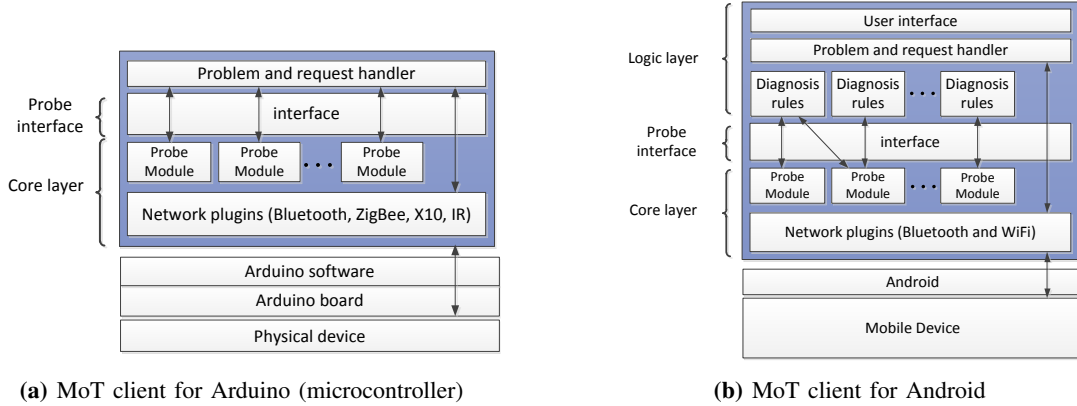 Problem and request handler
Probe
interface
interface
Probe
Module
Probe
Module
• • •
Probe
Module
Core layer
Network plugins (Bluetooth, ZigBee, X10, IR)
Arduino software
Arduino board
Physical device
(a) MoT client for Arduino (microcontroller)
User interface
Problem and request handler
Logic layer
Diagnosis
rules
Diagnosis
rules
• • •
Diagnosis
rules
Probe
interface
interface
Probe
Module
Probe
Module
• • •
Probe
Module
Core layer
Network plugins (Bluetooth and WiFi)
Android
Mobile Device
(b) MoT client for Android